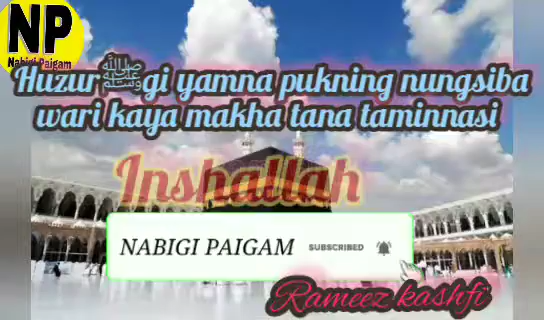 NP
Nabigi Paigam
Huzur ﷺ gi yamna pukning nungsiba
wari kaya makha tana taminnasi
Inshallah
NABIGI PAIGAM SUBSCRIBED
Rameez kashfi